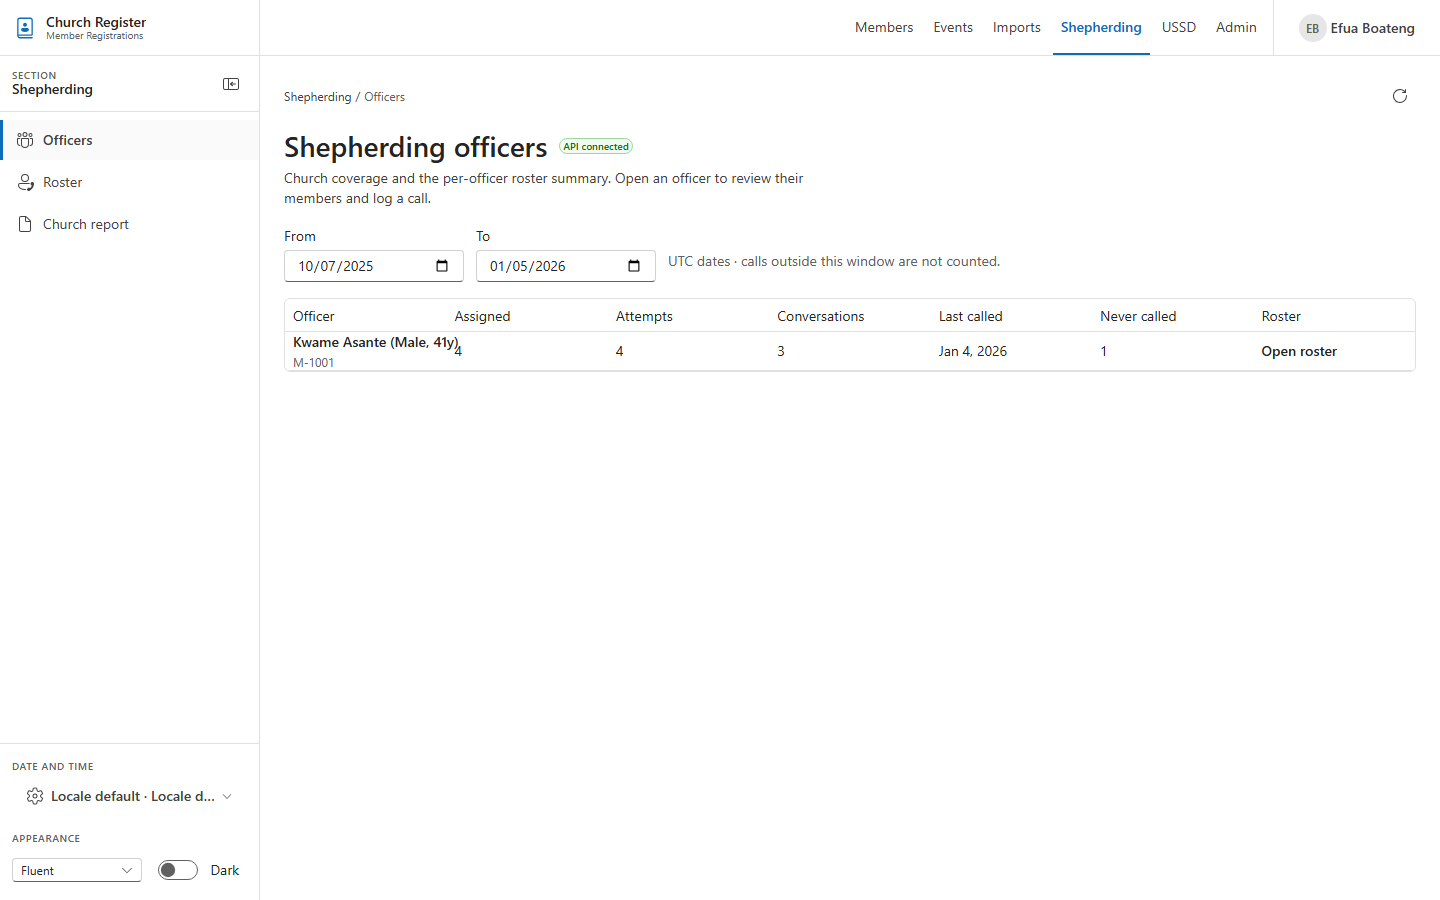 Church Register
Member Registrations
Members Events Imports Shepherding USSD Admin
EB Efua Boateng
SECTION
Shepherding
Officers
Roster
Church report
Shepherding / Officers
Shepherding officers API connected
Church coverage and the per-officer roster summary. Open an officer to review their
members and log a call.
From To
10/07/2025 01/05/2026 UTC dates · calls outside this window are not counted.
Officer Assigned Attempts Conversations Last called Never called Roster
Kwame Asante (Male, 41y) 4 4 3 Jan 4, 2026 1 Open roster
M-1001
DATE AND TIME
Locale default · Locale d...
APPEARANCE
Fluent Dark